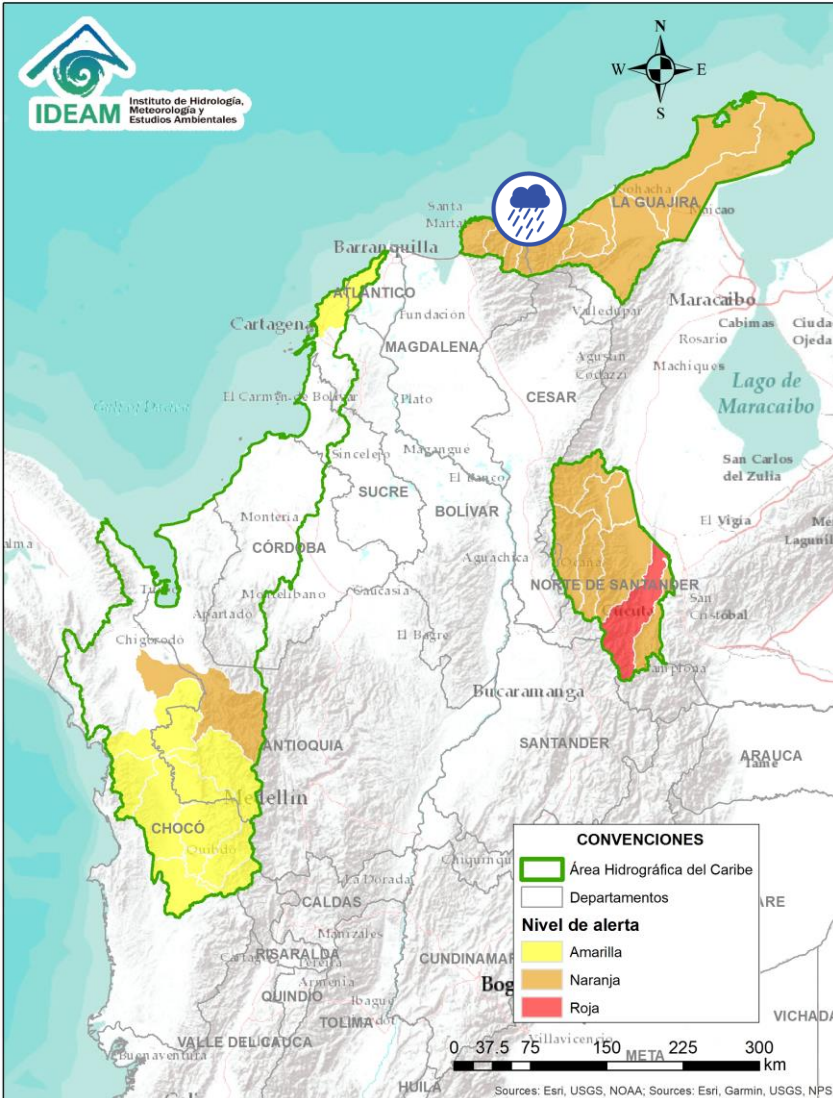 IDEAM
Instituto de Hidrología,
Meteorología y
Estudios Ambientales
N
W
E
S
LA GUAJIRA
Santa
Marta
Barranquilla
ATLÁNTICO
Cartagena
Fundación
Valledupar
Maracaibo
Cabimas
Ciudad
Ojeda
Rosario
Machiques
MAGDALENA
Agustín
Codazzi
CESAR
Lago de
Maracaibo
El Carmen de Bolívar
Plato
Sincelejo
Magangué
San Carlos
del Zulia
SUCRE
El Banco
BOLÍVAR
El Vigía
Montería
CÓRDOBA
Aguachica
Ocaña
NORTE DE SANTANDER
Cúcuta
San
Cristóbal
Apartadó
Montelíbano
Caucasia
Chigorodó
El Bagre
Pamplona
Bucaramanga
ANTIOQUIA
SANTANDER
ARAUCA
Tame
Medellín
CHOCÓ
Quibdó
La Dorada
CALDAS
Manizales
RISARALDA
Armenia
QUINDIO
Ibagué
TOLIMA
VALLE DEL CAUCA
Buenaventura
HUILA
META
Villavicencio
VICHADA
CONVENCIONES
Área Hidrográfica del Caribe
Departamentos
Nivel de alerta
Amarilla
Naranja
Roja
0 37.5 75 150 225 300
km
Sources: Esri, USGS, NOAA; Sources: Esri, Garmin, USGS, NPS